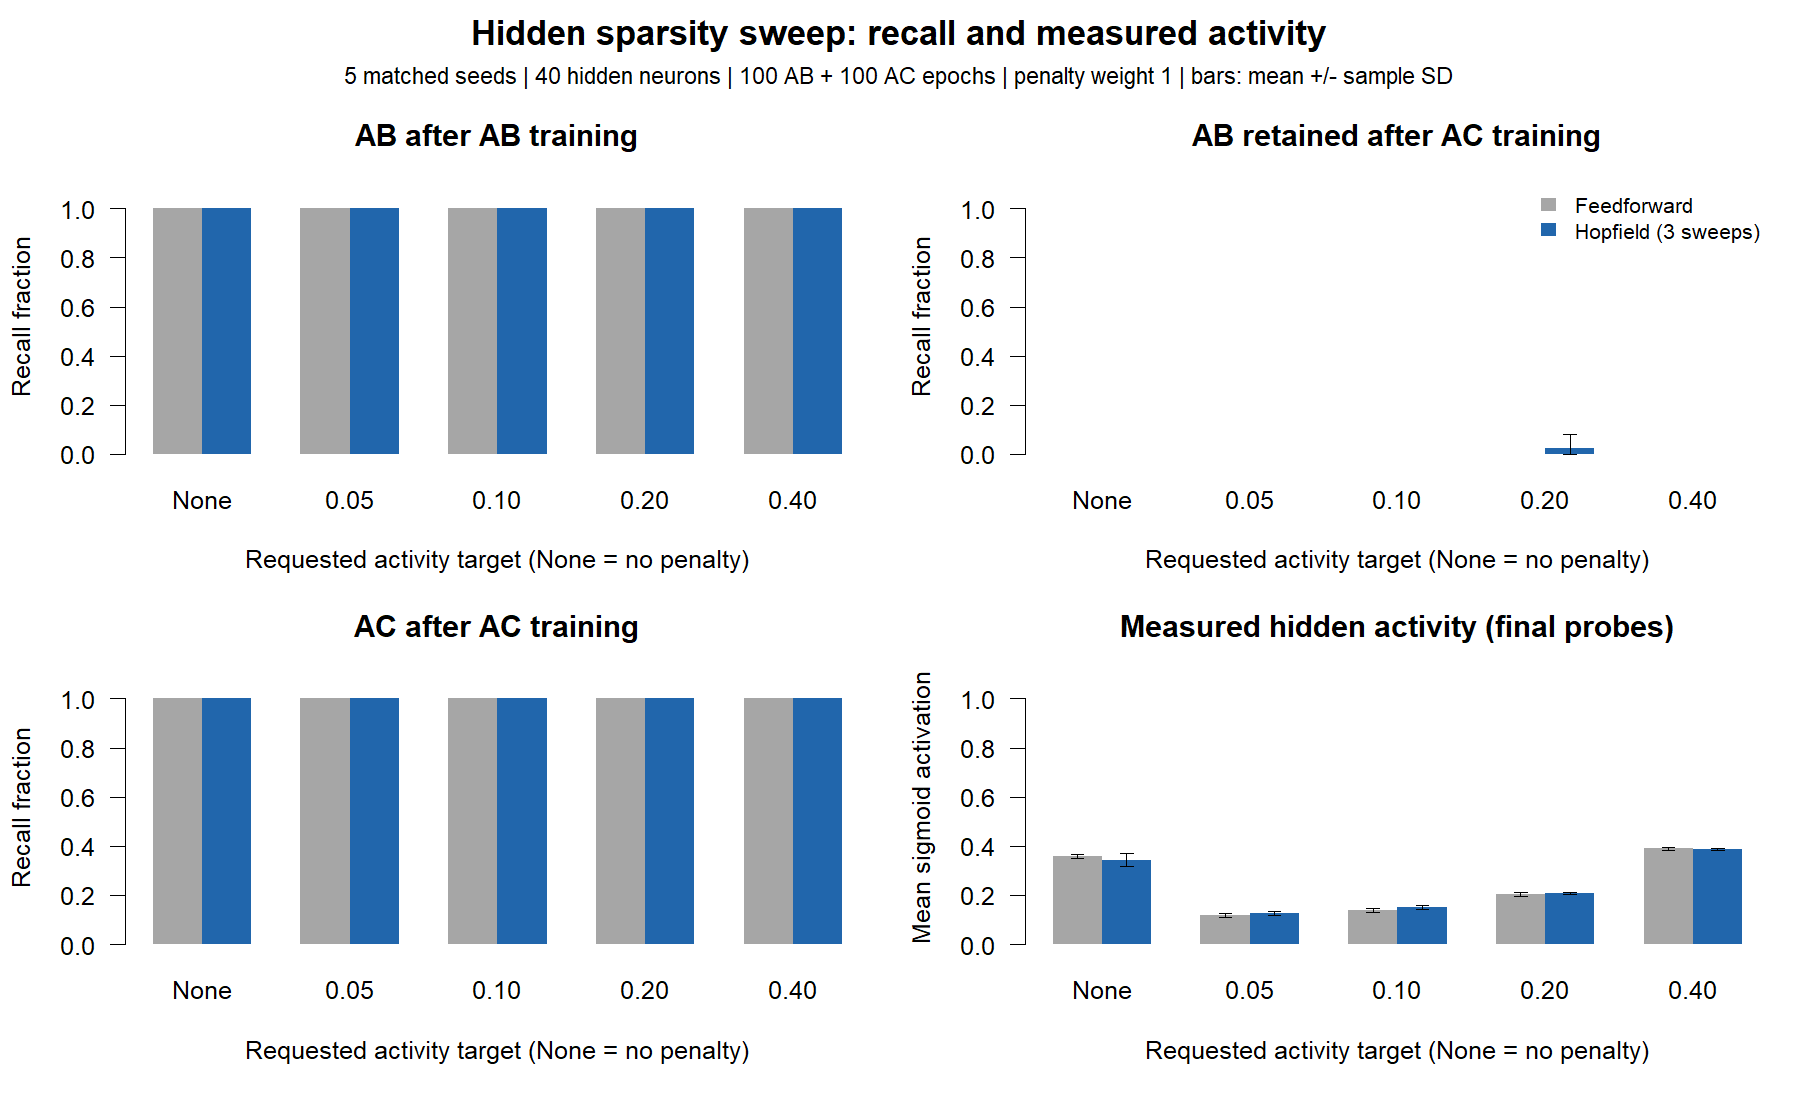 Hidden sparsity sweep: recall and measured activity
5 matched seeds | 40 hidden neurons | 100 AB + 100 AC epochs | penalty weight 1 | bars: mean +/- sample SD
AB after AB training
Recall fraction
1.0
0.8
0.6
0.4
0.2
0.0
None 0.05 0.10 0.20 0.40
Requested activity target (None = no penalty)
AB retained after AC training
Recall fraction
1.0
0.8
0.6
0.4
0.2
0.0
Feedforward
Hopfield (3 sweeps)
None 0.05 0.10 0.20 0.40
Requested activity target (None = no penalty)
AC after AC training
Recall fraction
1.0
0.8
0.6
0.4
0.2
0.0
None 0.05 0.10 0.20 0.40
Requested activity target (None = no penalty)
Measured hidden activity (final probes)
Mean sigmoid activation
1.0
0.8
0.6
0.4
0.2
0.0
None 0.05 0.10 0.20 0.40
Requested activity target (None = no penalty)